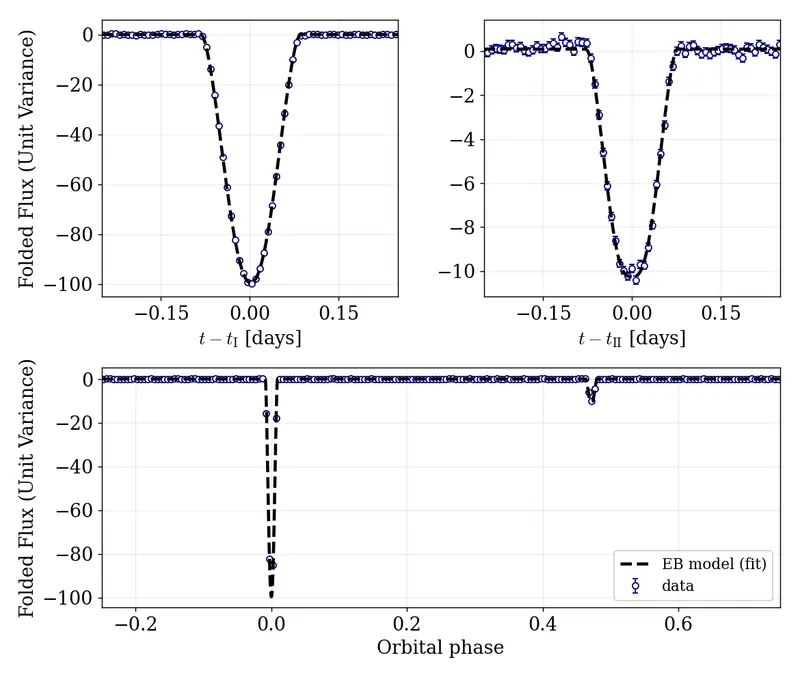 Folded Flux (Unit Variance)
0
−20
−40
−60
−80
−100
−0.15 0.00 0.15
t − tI [days]
0
−2
−4
−6
−8
−10
−0.15 0.00 0.15
t − tII [days]
Folded Flux (Unit Variance)
0
−20
−40
−60
−80
−100
−0.2 0.0 0.2 0.4 0.6
Orbital phase
EB model (fit)
data